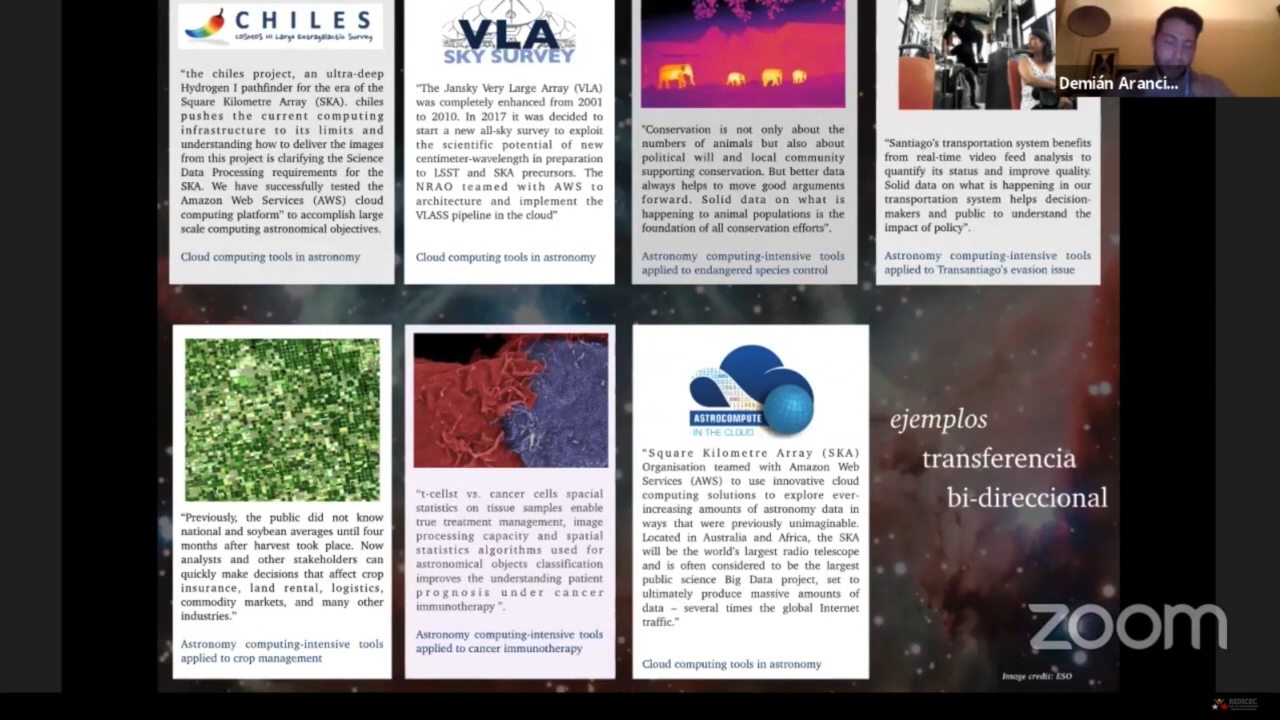 CHILES
COSMOS HI Large Extragalactic Survey
“the chiles project, an ultra-deep
Hydrogen I pathfinder for the era of the
Square Kilometre Array (SKA). chiles
pushes the current computing
infrastructure to its limits and
understanding how to deliver the images
from this project is clarifying the Science
Data Processing requirements for the
SKA. We have successfully tested the
Amazon Web Services (AWS) cloud
computing platform” to accomplish large
scale computing astronomical objectives.
Cloud computing tools in astronomy
VLA
SKY SURVEY
“The Jansky Very Large Array (VLA)
was completely enhanced from 2001
to 2010. In 2017 it was decided to
start a new all-sky survey to exploit
the scientific potential of new
centimeter-wavelength in preparation
to LSST and SKA precursors. The
NRAO teamed with AWS to
architecture and implement the
VLASS pipeline in the cloud”
Cloud computing tools in astronomy
"Conservation is not only about the
numbers of animals but also about
political will and local community
supporting conservation. But better data
always helps to move good arguments
forward. Solid data on what is
happening to animal populations is the
foundation of all conservation efforts”.
Astronomy computing-intensive tools
applied to endangered species control
Demián Aranci...
“Santiago’s transportation system benefits
from real-time video feed analysis to
quantify its status and improve quality.
Solid data on what is happening in our
transportation system helps decision-
makers and public to understand the
impact of policy”.
Astronomy computing-intensive tools
applied to Transantiago’s evasion issue
“Previously, the public did not know
national and soybean averages until four
months after harvest took place. Now
analysts and other stakeholders can
quickly make decisions that affect crop
insurance, land rental, logistics,
commodity markets, and many other
industries.”
Astronomy computing-intensive tools
applied to crop management
“t-cellst vs. cancer cells spacial
statistics on tissue samples enable
true treatment management, image
processing capacity and spatial
statistics algorithms used for
astronomical objects classification
improves the understanding patient
prognosis under cancer
immunotherapy ”.
Astronomy computing-intensive tools
applied to cancer immunotherapy
ASTROCOMPUTE
IN THE CLOUD
“Square Kilometre Array (SKA)
Organisation teamed with Amazon Web
Services (AWS) to use innovative cloud
computing solutions to explore ever-
increasing amounts of astronomy data in
ways that were previously unimaginable.
Located in Australia and Africa, the SKA
will be the world’s largest radio telescope
and is often considered to be the largest
public science Big Data project, set to
ultimately produce massive amounts of
data – several times the global Internet
traffic.”
Cloud computing tools in astronomy
ejemplos
transferencia
bi-direccional
zoom
Image credit: ESO
REDICEC